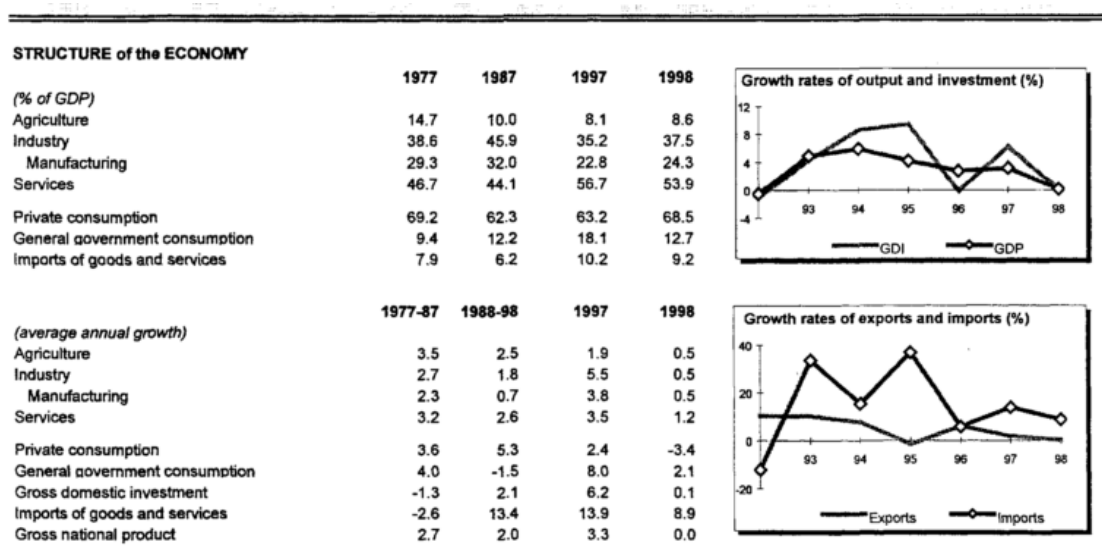 STRUCTURE of the ECONOMY
1977 1987 1997 1998
(% of GDP)
Agriculture 14.7 10.0 8.1 8.6
Industry 38.6 45.9 35.2 37.5
Manufacturing 29.3 32.0 22.8 24.3
Services 46.7 44.1 56.7 53.9
Private consumption 69.2 62.3 63.2 68.5
General government consumption 9.4 12.2 18.1 12.7
Imports of goods and services 7.9 6.2 10.2 9.2
Growth rates of output and investment (%)
12
8
4
0
-4
93 94 95 96 97 98
GDI GDP
1977-87 1988-98 1997 1998
(average annual growth)
Agriculture 3.5 2.5 1.9 0.5
Industry 2.7 1.8 5.5 0.5
Manufacturing 2.3 0.7 3.8 0.5
Services 3.2 2.6 3.5 1.2
Private consumption 3.6 5.3 2.4 -3.4
General government consumption 4.0 -1.5 8.0 2.1
Gross domestic investment -1.3 2.1 6.2 0.1
Imports of goods and services -2.6 13.4 13.9 8.9
Gross national product 2.7 2.0 3.3 0.0
Growth rates of exports and imports (%)
40
20
0
-20
93 94 95 96 97 98
Exports Imports